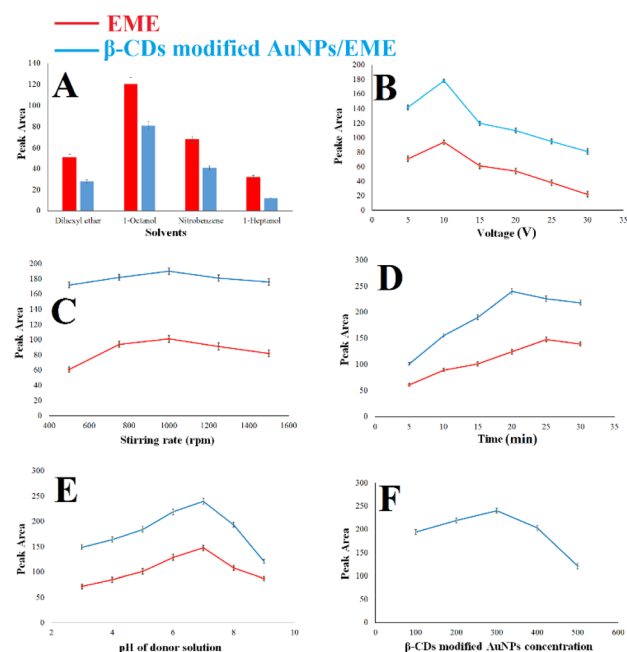 EME
β-CDs modified AuNPs/EME
A
Peak Area
140
120
100
80
60
40
20
0
Dihexyl ether 1-Octanol Nitrobenzene 1-Heptanol
Solvents
B
Peake Area
200
180
160
140
120
100
80
60
40
20
0
0 5 10 15 20 25 30 35
Voltage (V)
C
Peak Area
200
180
160
140
120
100
80
60
40
20
0
400 600 800 1000 1200 1400 1600
Stirring rate (rpm)
D
Peak Area
300
250
200
150
100
50
0
0 5 10 15 20 25 30 35
Time (min)
E
Peak Area
300
250
200
150
100
50
0
2 4 6 8 10
pH of donor solution
F
Peak Area
300
250
200
150
100
50
0
0 100 200 300 400 500 600
β-CDs modified AuNPs concentration